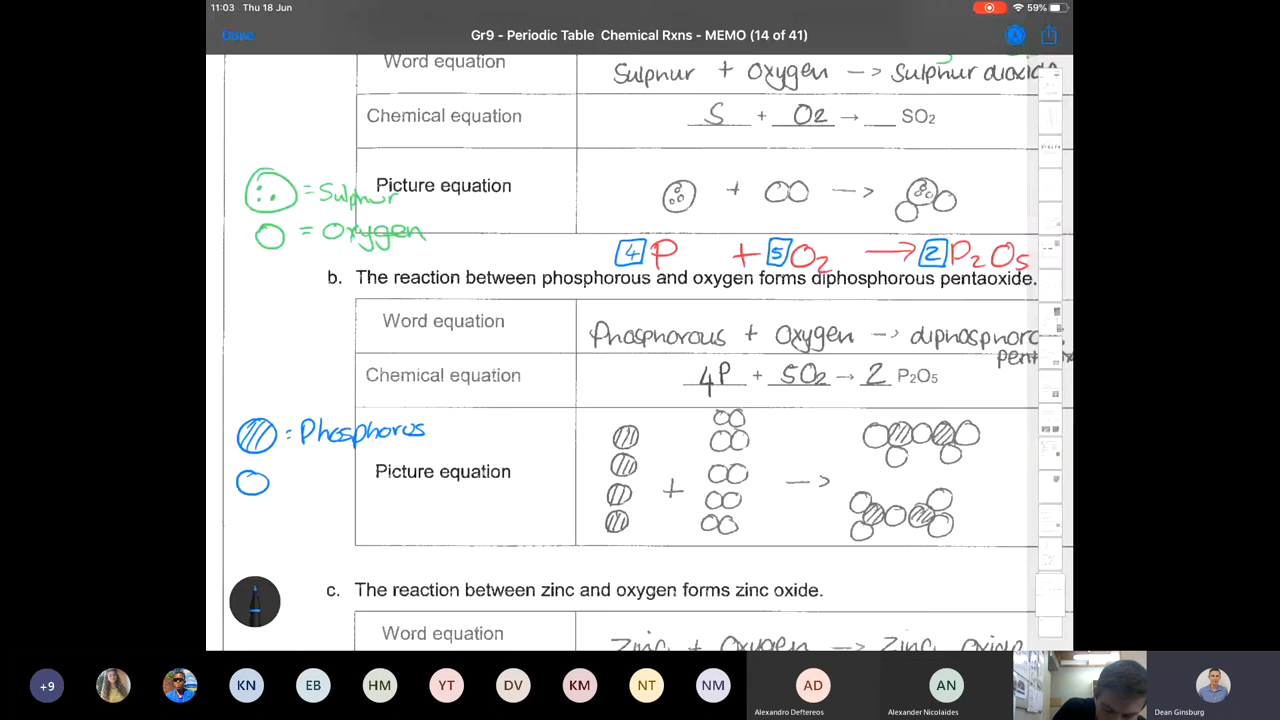 11:03 Thu 18 Jun
59%
Done
Gr9 - Periodic Table Chemical Rxns - MEMO (14 of 41)
Word equation
Sulphur + Oxygen -> Sulphur dioxide
Chemical equation
S + O2 → SO2
Picture equation
+ ->
= Sulphur
= Oxygen
4 P + 5 O2 → 2 P2O5
b. The reaction between phosphorous and oxygen forms diphosphorous pentaoxide.
Word equation
Phosphorous + Oxygen ->
Chemical equation
4P + 5O2 → 2 P2O5
= Phosphorus
Picture equation
+ ->
c. The reaction between zinc and oxygen forms zinc oxide.
Word equation
Zinc + Oxygen -> Zinc oxide
+9
KN
EB
HM
YT
DV
KM
NT
NM
AD
AN
Alexandro Deftereos
Alexander Nicolaides
Dean Ginsburg